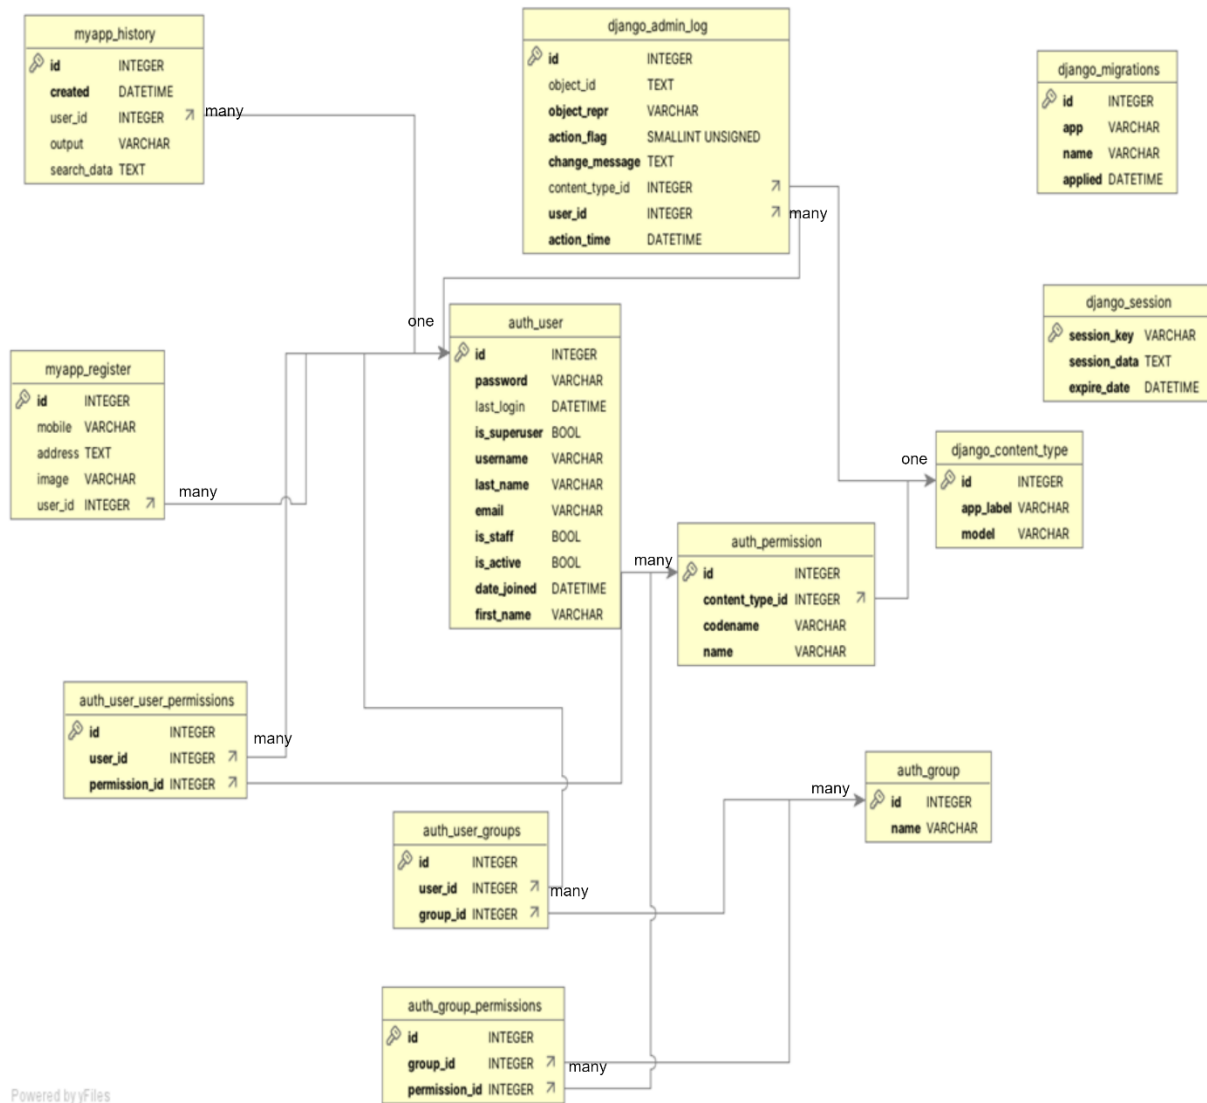 myapp_history
id INTEGER
created DATETIME
user_id INTEGER
output VARCHAR
search_data TEXT
many
django_admin_log
id INTEGER
object_id TEXT
object_repr VARCHAR
action_flag SMALLINT UNSIGNED
change_message TEXT
content_type_id INTEGER
user_id INTEGER
action_time DATETIME
many
django_migrations
id INTEGER
app VARCHAR
name VARCHAR
applied DATETIME
django_session
session_key VARCHAR
session_data TEXT
expire_date DATETIME
one
auth_user
id INTEGER
password VARCHAR
last_login DATETIME
is_superuser BOOL
username VARCHAR
last_name VARCHAR
email VARCHAR
is_staff BOOL
is_active BOOL
date_joined DATETIME
first_name VARCHAR
myapp_register
id INTEGER
mobile VARCHAR
address TEXT
image VARCHAR
user_id INTEGER
many
one
django_content_type
id INTEGER
app_label VARCHAR
model VARCHAR
many
auth_permission
id INTEGER
content_type_id INTEGER
codename VARCHAR
name VARCHAR
auth_user_user_permissions
id INTEGER
user_id INTEGER
permission_id INTEGER
many
many
auth_group
id INTEGER
name VARCHAR
auth_user_groups
id INTEGER
user_id INTEGER
group_id INTEGER
many
auth_group_permissions
id INTEGER
group_id INTEGER
permission_id INTEGER
many
Powered by yFiles